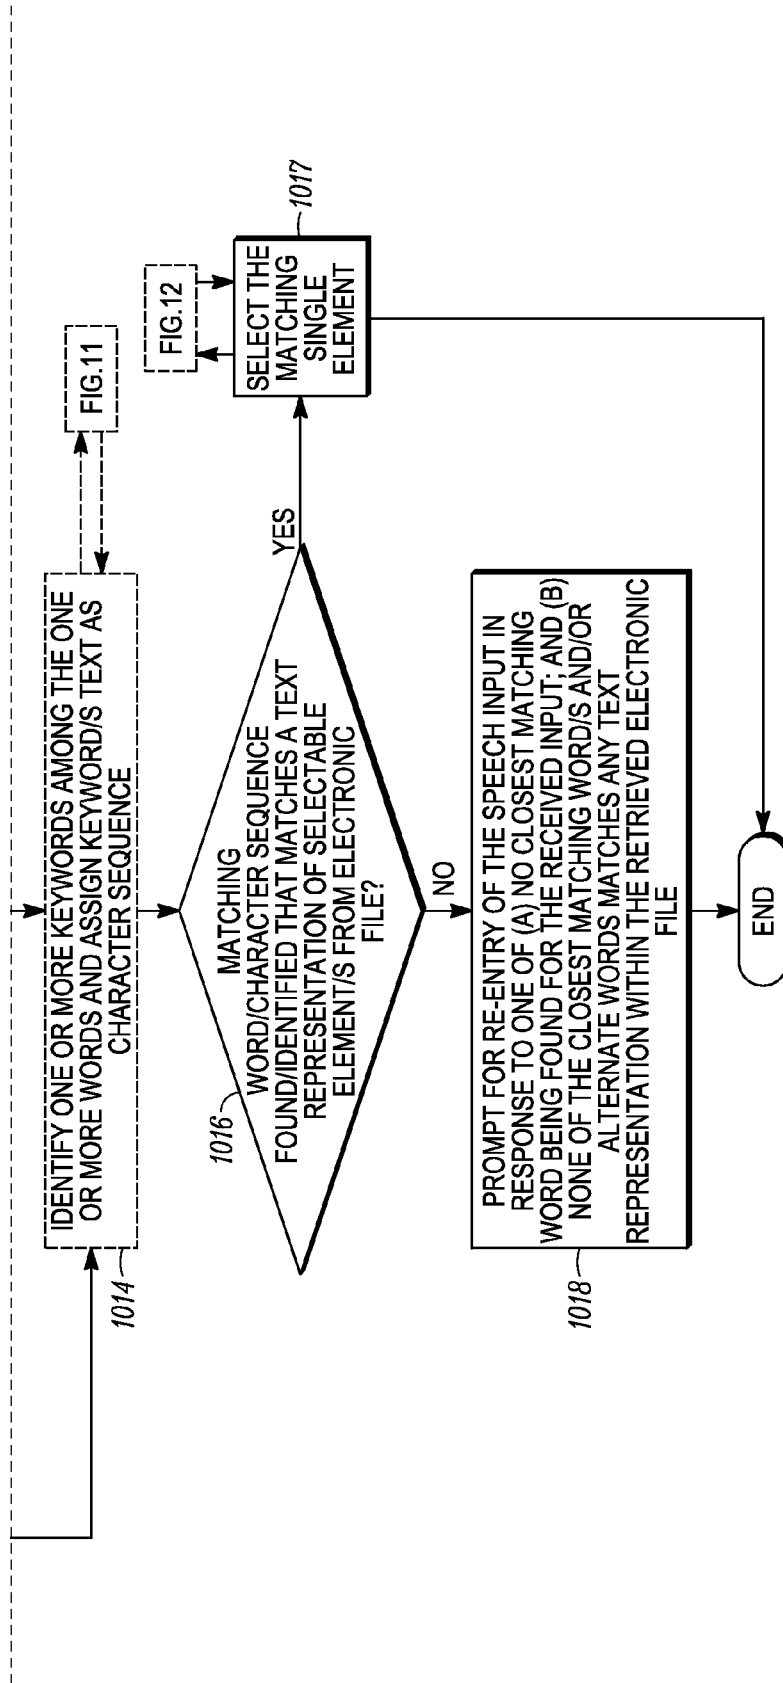 IDENTIFY ONE OR MORE KEYWORDS AMONG THE ONE
OR MORE WORDS AND ASSIGN KEYWORD/S TEXT AS
CHARACTER SEQUENCE
1014
FIG.11
MATCHING
WORD/CHARACTER SEQUENCE
FOUND/IDENTIFIED THAT MATCHES A TEXT
REPRESENTATION OF SELECTABLE
ELEMENT/S FROM ELECTRONIC
FILE?
1016
YES
FIG.12
SELECT THE
MATCHING
SINGLE
ELEMENT
1017
NO
PROMPT FOR RE-ENTRY OF THE SPEECH INPUT IN
RESPONSE TO ONE OF (A) NO CLOSEST MATCHING
WORD BEING FOUND FOR THE RECEIVED INPUT; AND (B)
NONE OF THE CLOSEST MATCHING WORD/S AND/OR
ALTERNATE WORDS MATCHES ANY TEXT
REPRESENTATION WITHIN THE RETRIEVED ELECTRONIC
FILE
1018
END